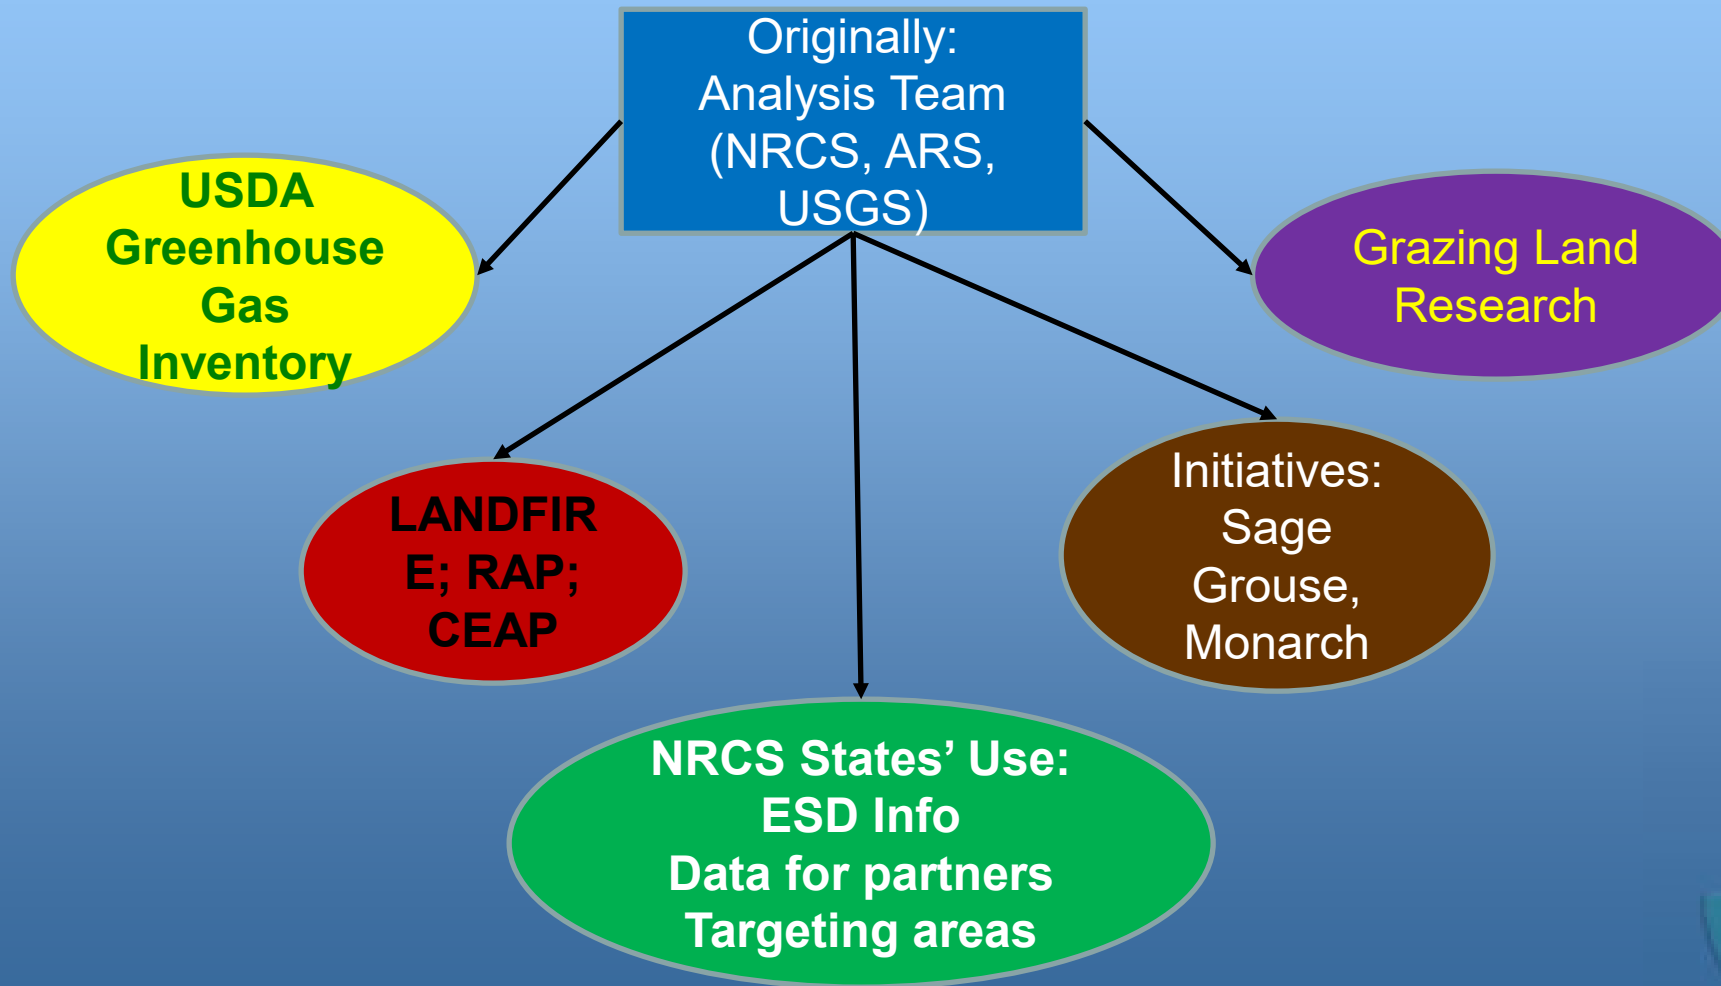 Originally:
Analysis Team
(NRCS, ARS,
USGS)
USDA
Greenhouse
Gas
Inventory
Grazing Land
Research
LANDFIR
E; RAP;
CEAP
Initiatives:
Sage
Grouse,
Monarch
NRCS States’ Use:
ESD Info
Data for partners
Targeting areas